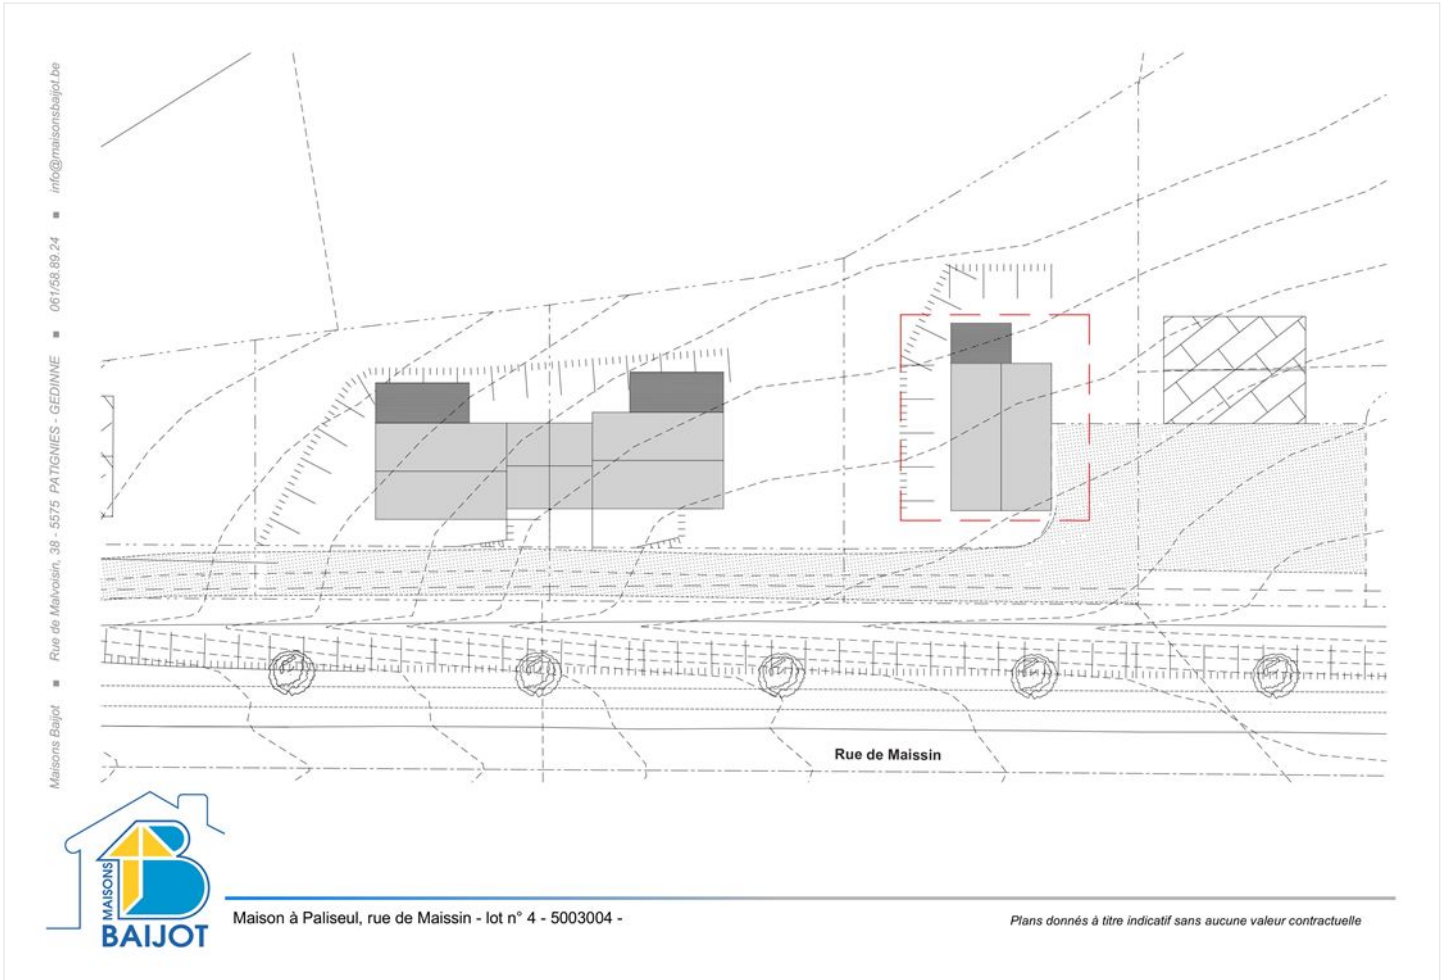 Maisons Baijot ■ Rue de Malvoisin, 38 - 5575 PATIGNIES - GEDINNE ■ 061/58.89.24 ■ info@maisonsbaijot.be
Rue de Maissin
MAISONS
B
BAIJOT
Maison à Paliseul, rue de Maissin - lot n° 4 - 5003004 -
Plans donnés à titre indicatif sans aucune valeur contractuelle